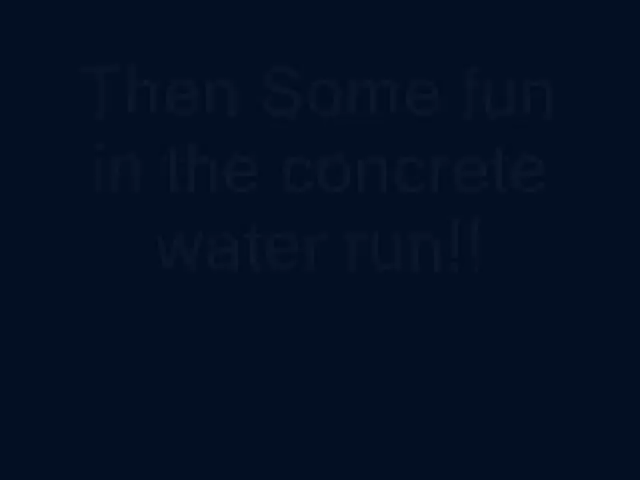 Then Some fun
in the concrete
water run!!